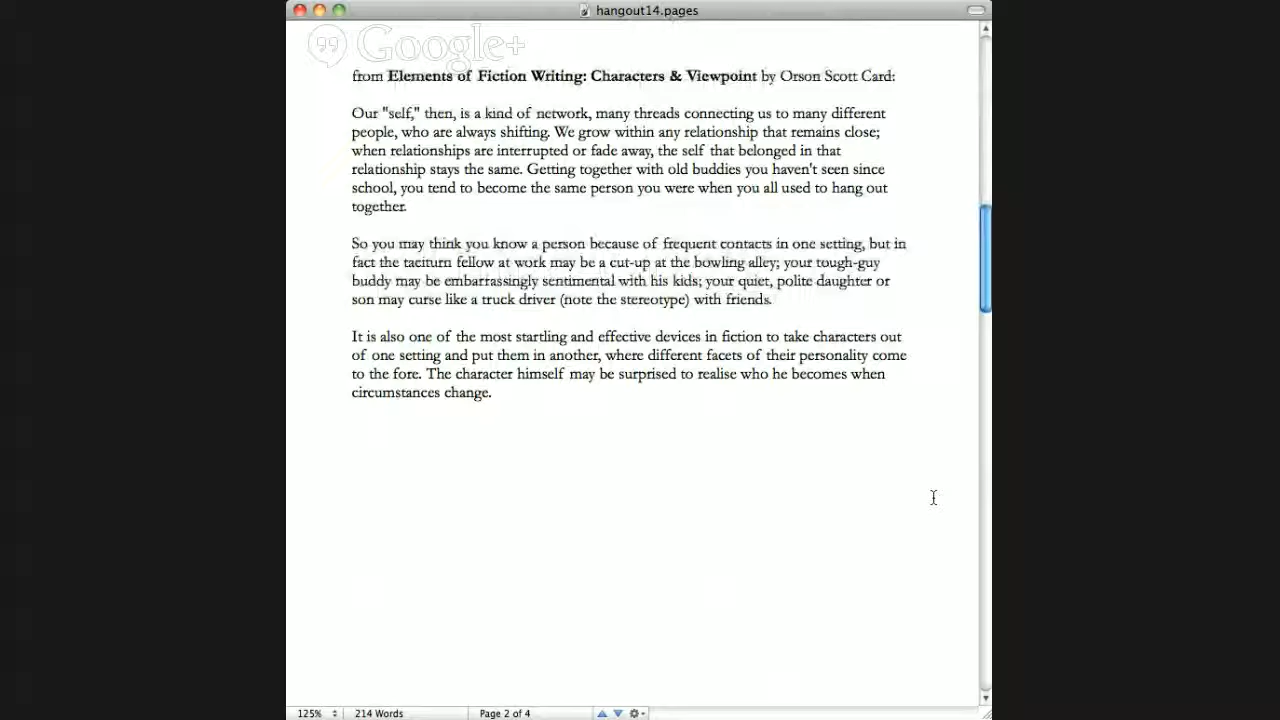 hangout14.pages
Google+
from Elements of Fiction Writing: Characters & Viewpoint by Orson Scott Card:
Our "self," then, is a kind of network, many threads connecting us to many different
people, who are always shifting. We grow within any relationship that remains close;
when relationships are interrupted or fade away, the self that belonged in that
relationship stays the same. Getting together with old buddies you haven't seen since
school, you tend to become the same person you were when you all used to hang out
together.
So you may think you know a person because of frequent contacts in one setting, but in
fact the taciturn fellow at work may be a cut-up at the bowling alley; your tough-guy
buddy may be embarrassingly sentimental with his kids; your quiet, polite daughter or
son may curse like a truck driver (note the stereotype) with friends.
It is also one of the most startling and effective devices in fiction to take characters out
of one setting and put them in another, where different facets of their personality come
to the fore. The character himself may be surprised to realise who he becomes when
circumstances change.
125% 214 Words Page 2 of 4